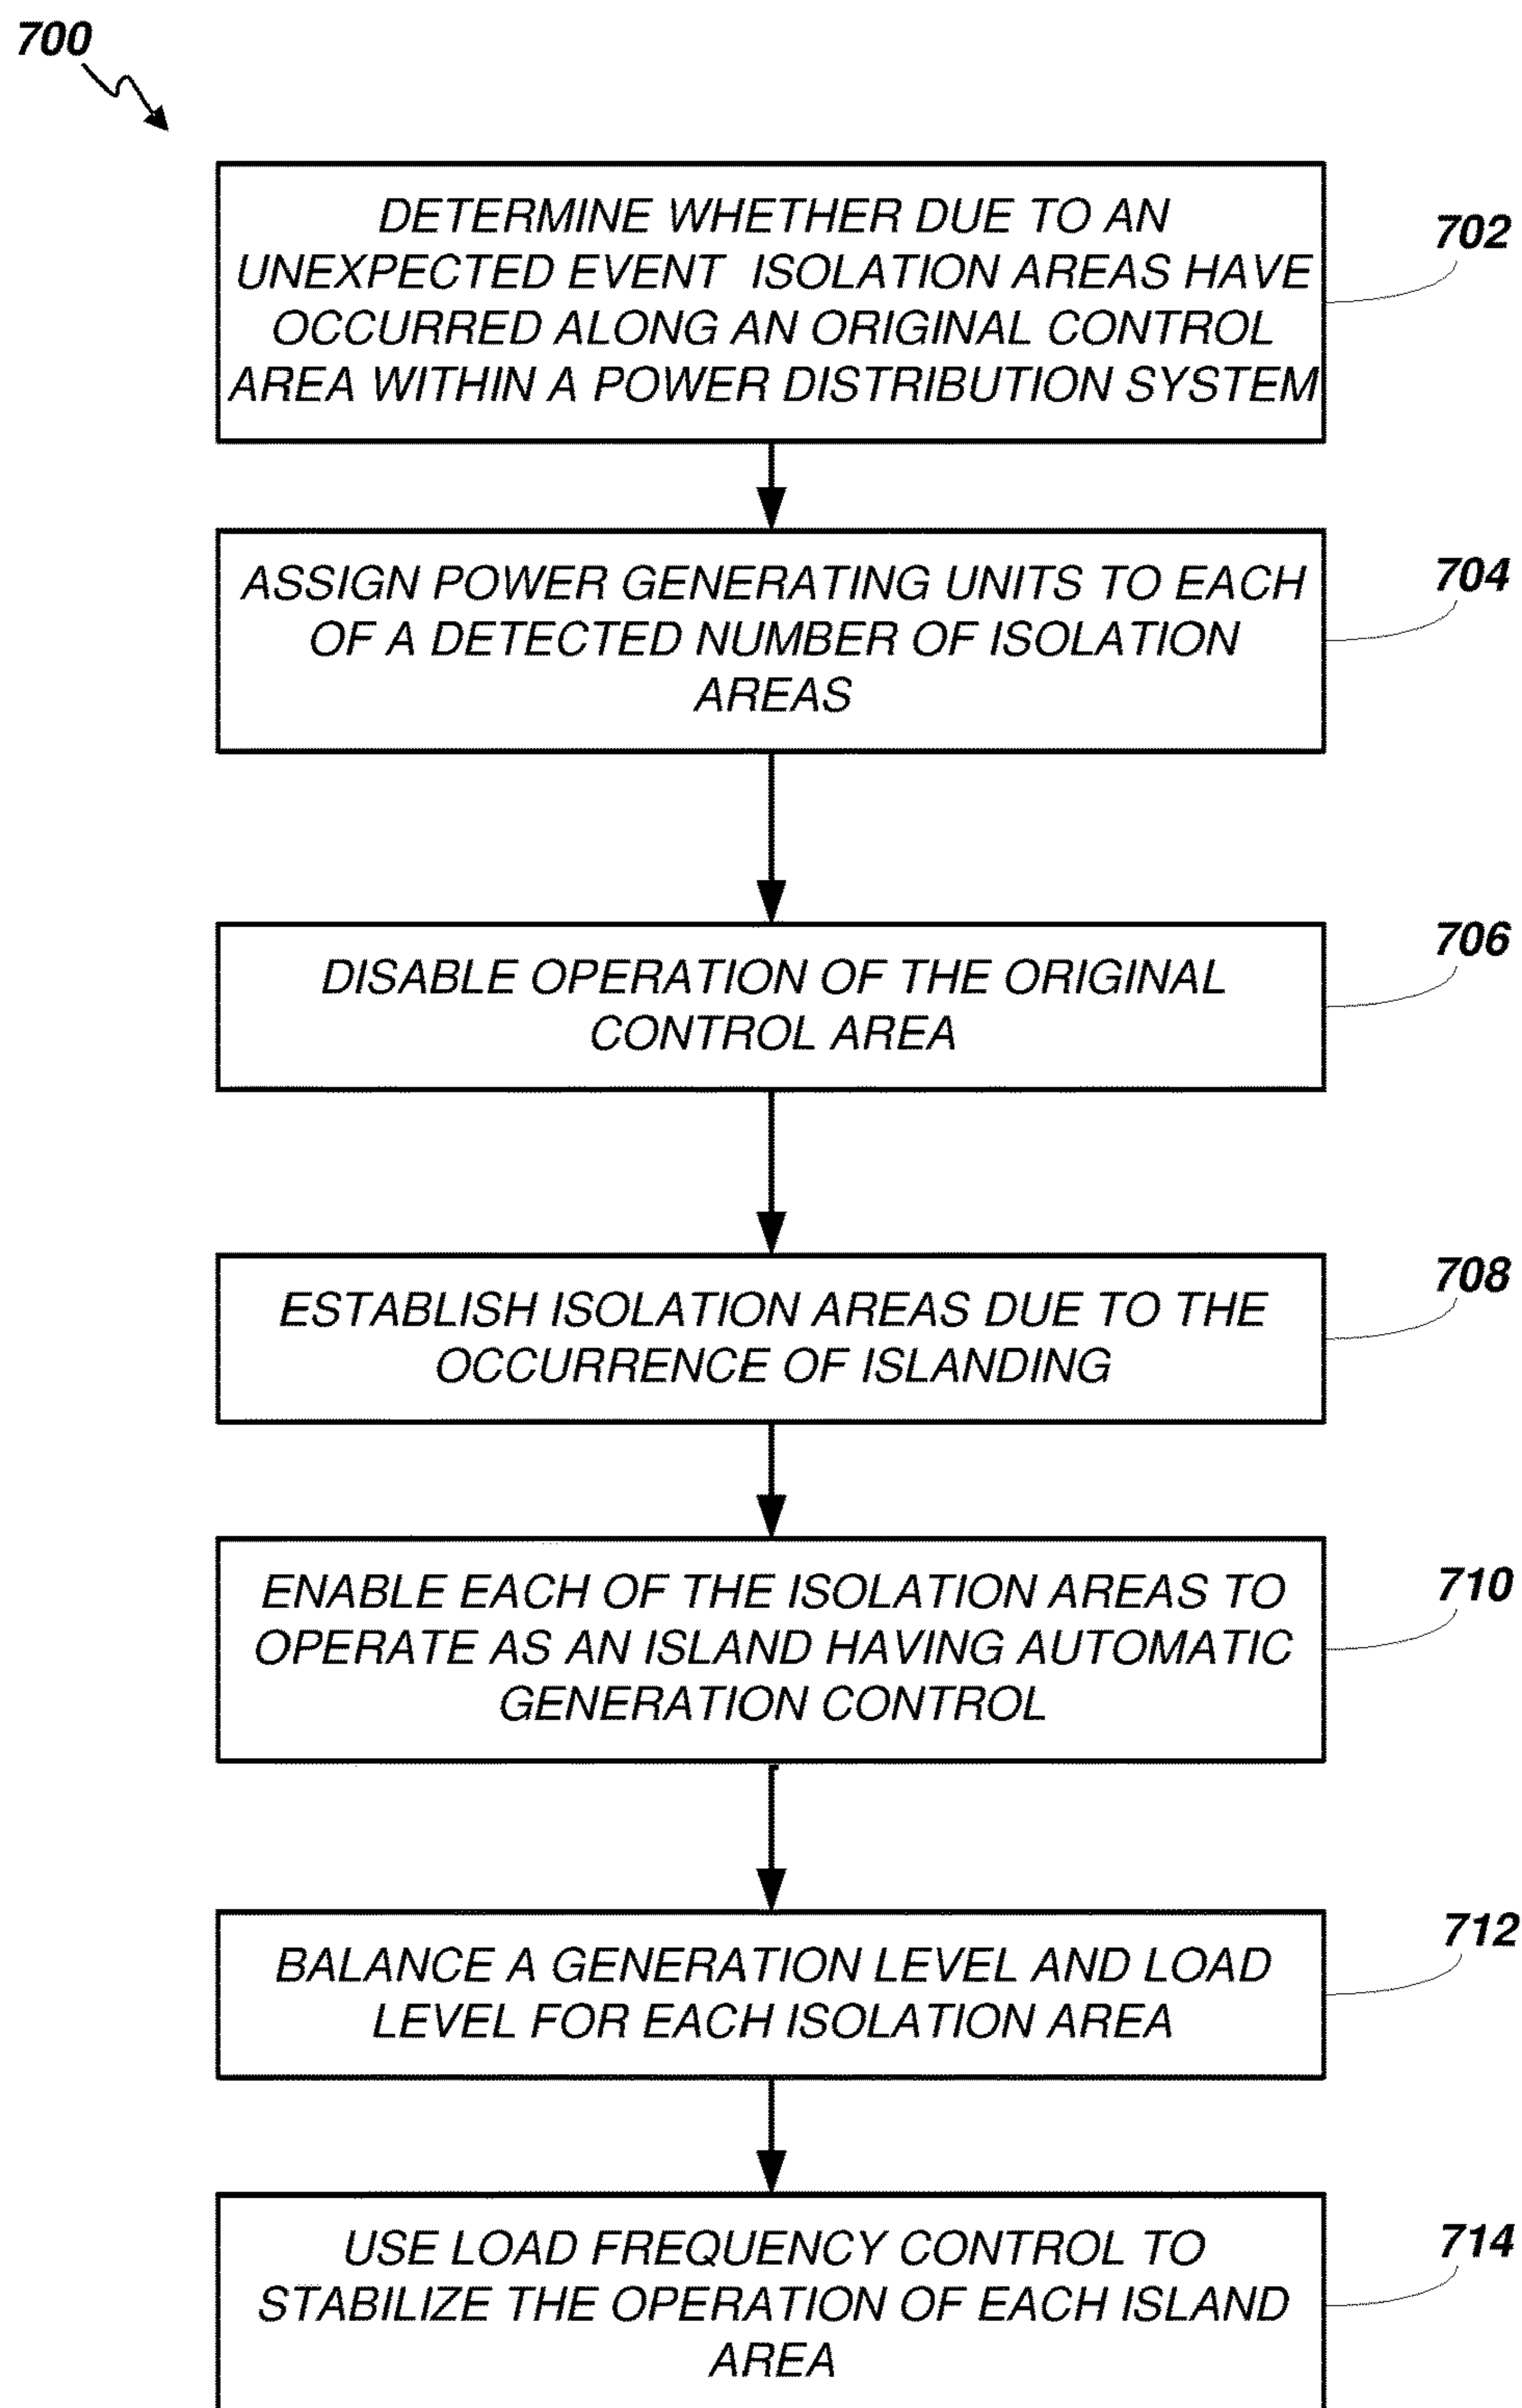 700
DETERMINE WHETHER DUE TO AN
UNEXPECTED EVENT ISOLATION AREAS HAVE
OCCURRED ALONG AN ORIGINAL CONTROL
AREA WITHIN A POWER DISTRIBUTION SYSTEM
702
ASSIGN POWER GENERATING UNITS TO EACH
OF A DETECTED NUMBER OF ISOLATION
AREAS
704
DISABLE OPERATION OF THE ORIGINAL
CONTROL AREA
706
ESTABLISH ISOLATION AREAS DUE TO THE
OCCURRENCE OF ISLANDING
708
ENABLE EACH OF THE ISOLATION AREAS TO
OPERATE AS AN ISLAND HAVING AUTOMATIC
GENERATION CONTROL
710
BALANCE A GENERATION LEVEL AND LOAD
LEVEL FOR EACH ISOLATION AREA
712
USE LOAD FREQUENCY CONTROL TO
STABILIZE THE OPERATION OF EACH ISLAND
AREA
714